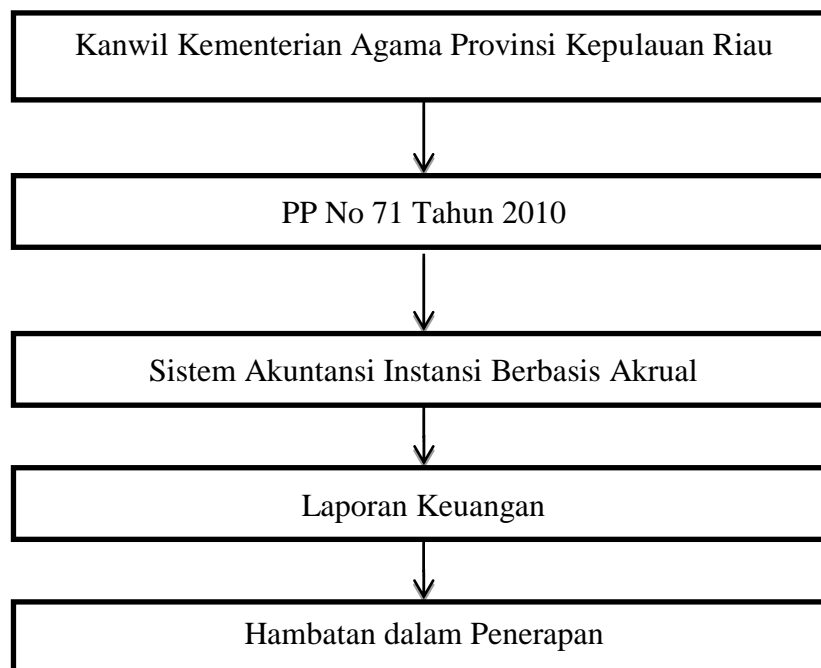 Kanwil Kementerian Agama Provinsi Kepulauan Riau
PP No 71 Tahun 2010
Sistem Akuntansi Instansi Berbasis Akrual
Laporan Keuangan
Hambatan dalam Penerapan